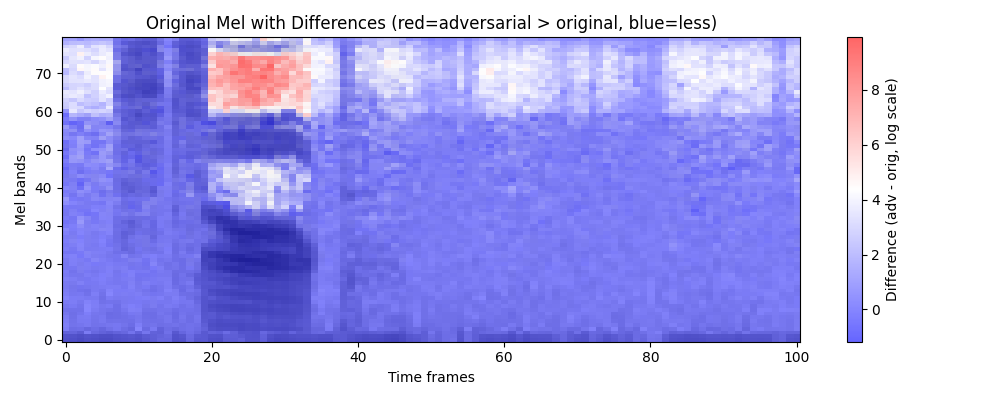 Original Mel with Differences (red=adversarial > original, blue=less)
Mel bands
70
60
50
40
30
20
10
0
0 20 40 60 80 100
Time frames
8
6
4
2
0
Difference (adv - orig, log scale)